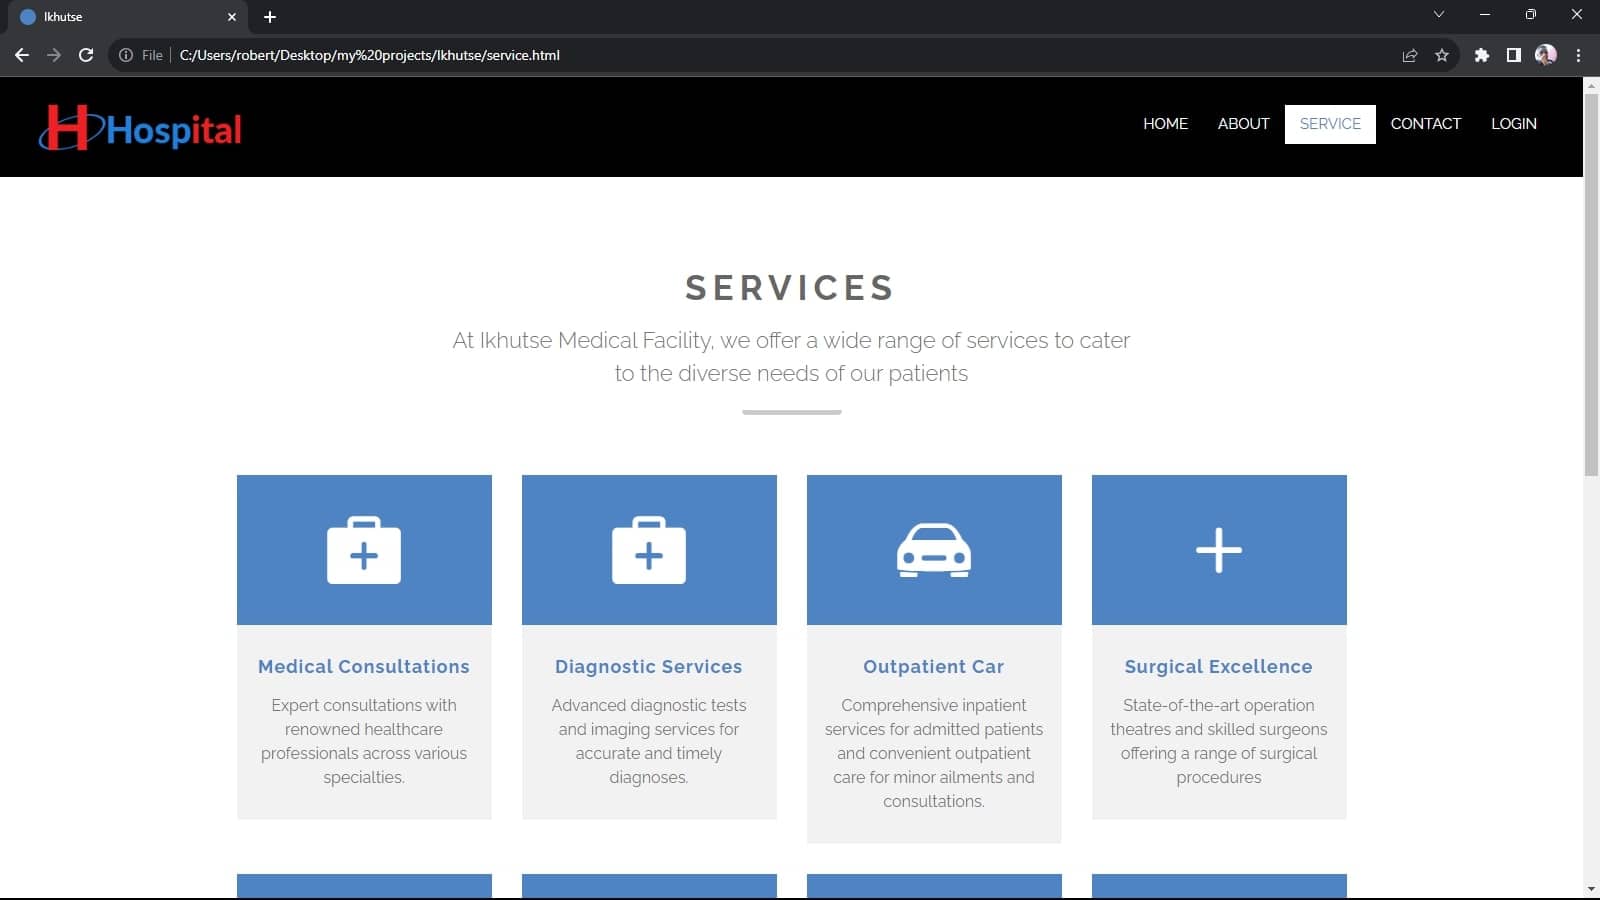 Ikhutse
File
C:/Users/robert/Desktop/my%20projects/Ikhutse/service.html
H Hospital
HOME ABOUT SERVICE CONTACT LOGIN
SERVICES
At Ikhutse Medical Facility, we offer a wide range of services to cater
to the diverse needs of our patients
Medical Consultations
Expert consultations with
renowned healthcare
professionals across various
specialties.
Diagnostic Services
Advanced diagnostic tests
and imaging services for
accurate and timely
diagnoses.
Outpatient Car
Comprehensive inpatient
services for admitted patients
and convenient outpatient
care for minor ailments and
consultations.
Surgical Excellence
State-of-the-art operation
theatres and skilled surgeons
offering a range of surgical
procedures